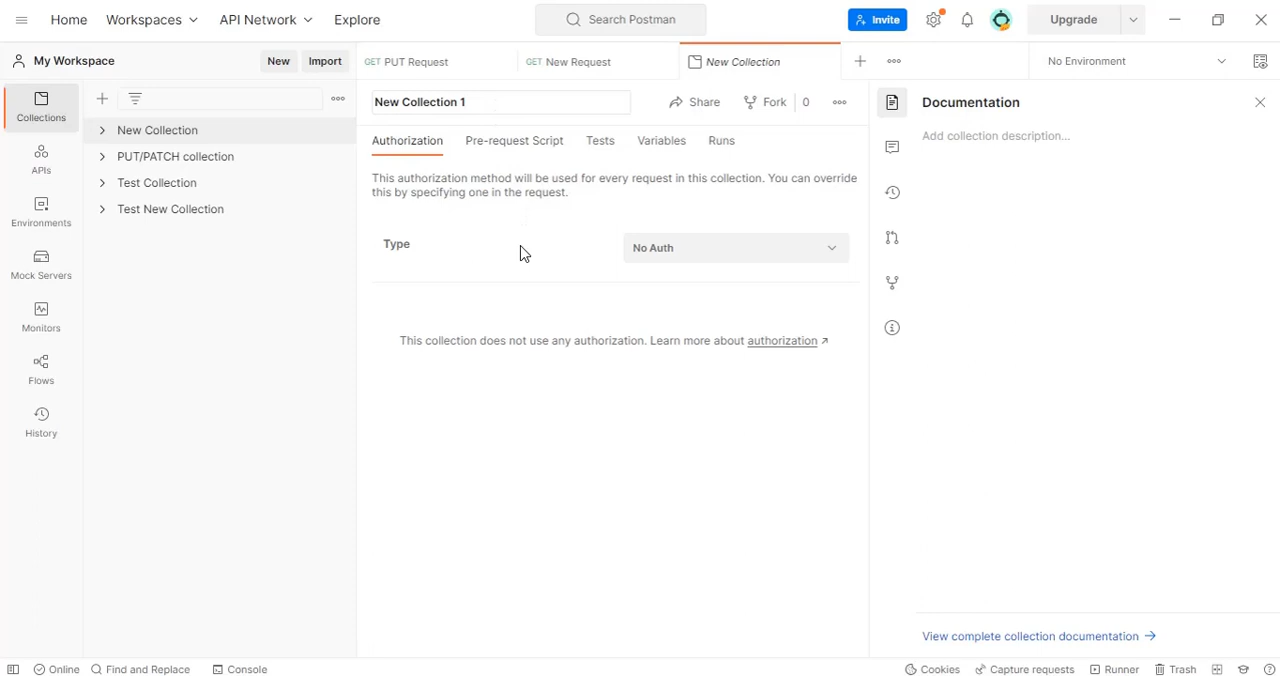 Home Workspaces API Network Explore Search Postman Invite Upgrade
My Workspace New Import GET PUT Request GET New Request New Collection No Environment
Collections
APIs
Environments
Mock Servers
Monitors
Flows
History
New Collection
PUT/PATCH collection
Test Collection
Test New Collection
New Collection 1 Share Fork 0
Authorization Pre-request Script Tests Variables Runs
This authorization method will be used for every request in this collection. You can override
this by specifying one in the request.
Type No Auth
This collection does not use any authorization. Learn more about authorization ↗
Documentation
Add collection description...
View complete collection documentation →
Online Find and Replace Console Cookies Capture requests Runner Trash